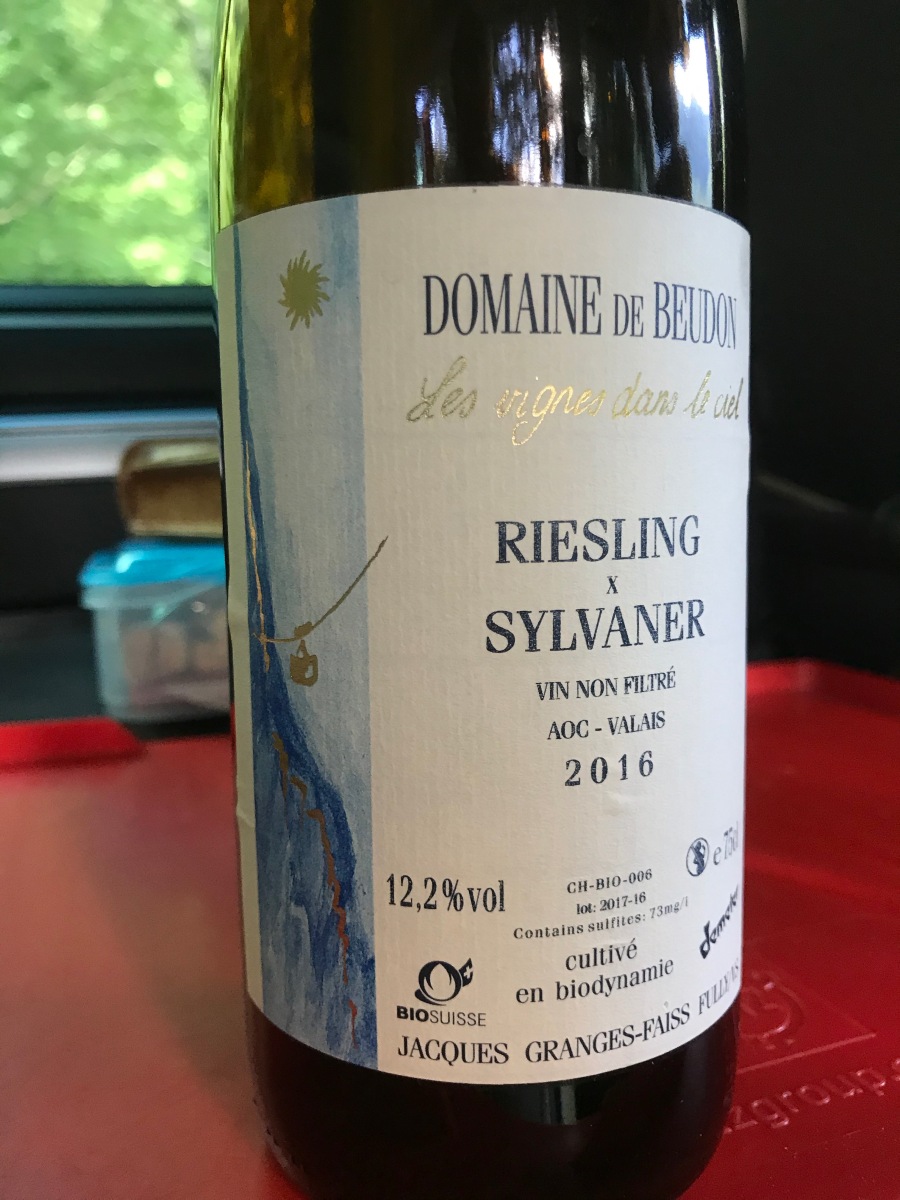 DOMAINE DE BEUDON
Les vignes dans le ciel
RIESLING
x
SYLVANER
VIN NON FILTRÉ
AOC - VALAIS
2016
e 75cl
12,2%vol
CH-BIO-006
lot: 2017-16
Contains sulfites: 73mg/l
demeter
cultivé
en biodynamie
BIOSUISSE
JACQUES GRANGES-FAISS FULLY/VS
zgroup